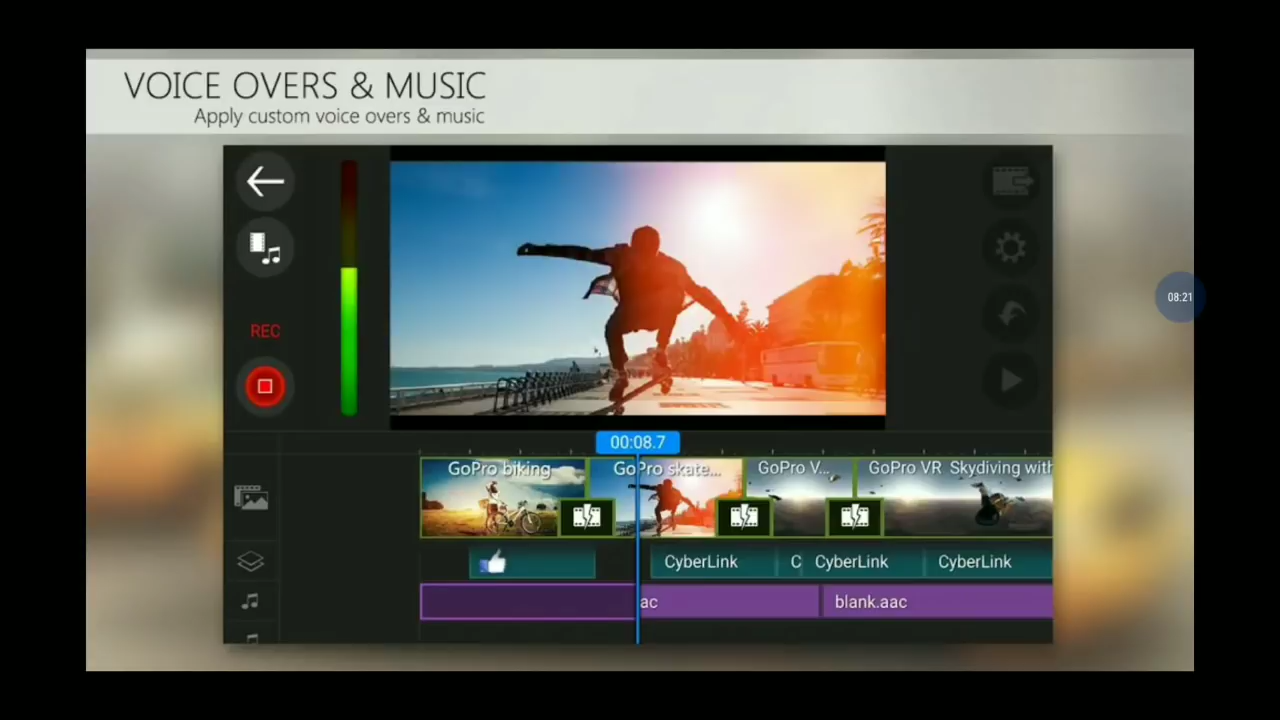 VOICE OVERS & MUSIC
Apply custom voice overs & music
08:21
REC
00:08.7
GoPro biking
GoPro skate...
GoPro V...
GoPro VR Skydiving with
CyberLink
C
CyberLink
CyberLink
ac
blank.aac